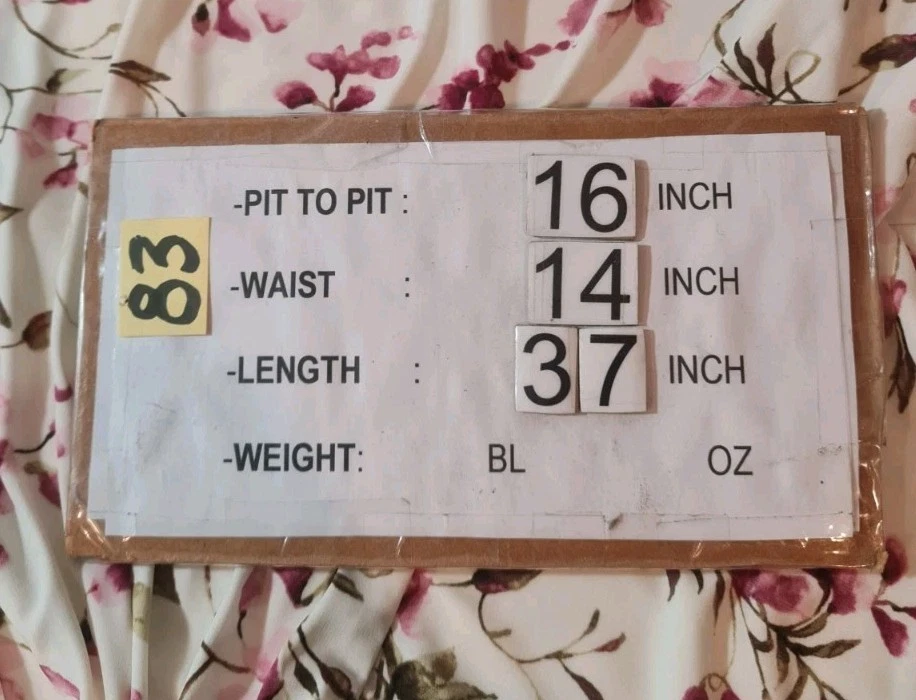 -PIT TO PIT : 16 INCH
83
-WAIST : 14 INCH
-LENGTH : 37 INCH
-WEIGHT: BL OZ